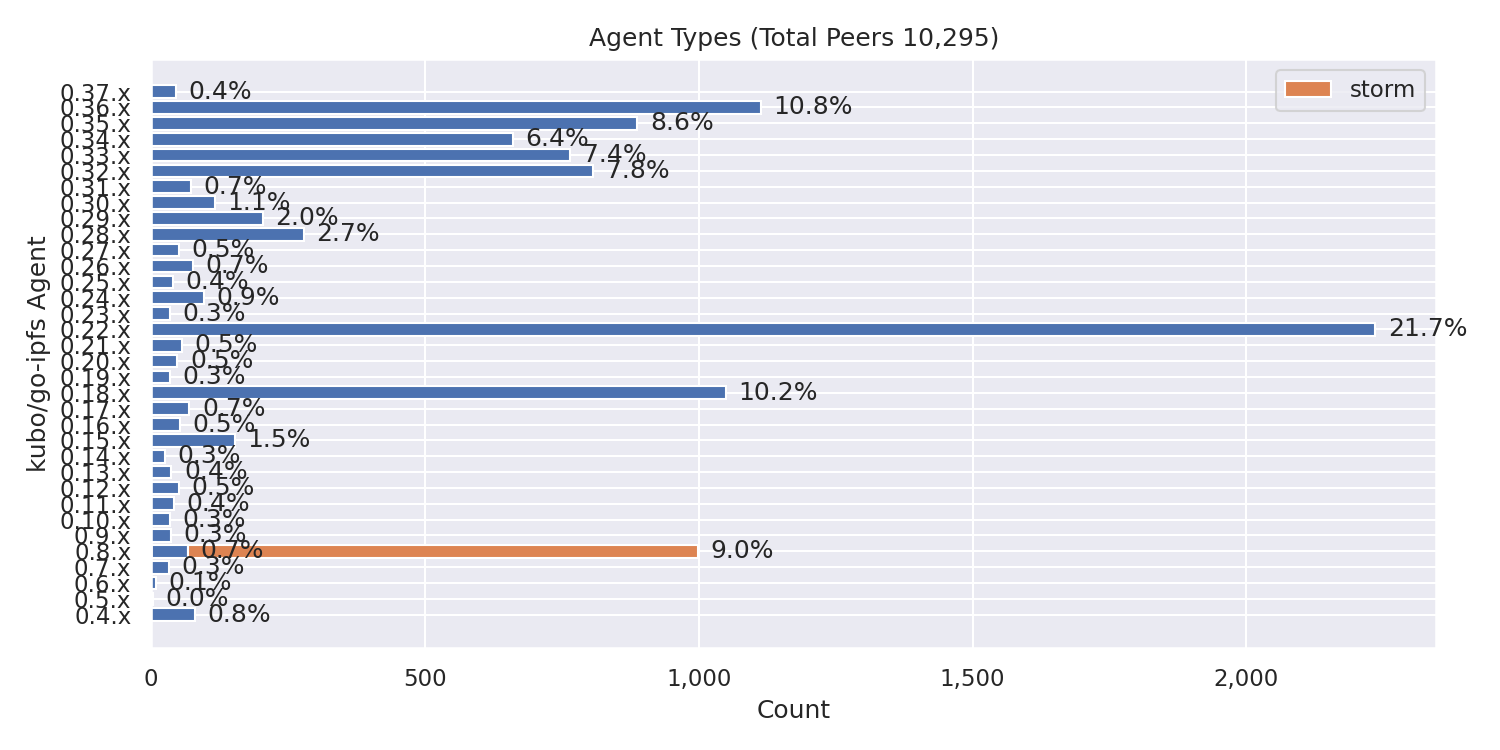 Agent Types (Total Peers 10,295)
storm
kubo/go-ipfs Agent
0.37.x 0.4%
0.36.x 10.8%
0.35.x 8.6%
0.34.x 6.4%
0.33.x 7.4%
0.32.x 7.8%
0.31.x 0.7%
0.30.x 1.1%
0.29.x 2.0%
0.28.x 2.7%
0.27.x 0.5%
0.26.x 0.7%
0.25.x 0.4%
0.24.x 0.9%
0.23.x 0.3%
0.22.x 21.7%
0.21.x 0.5%
0.20.x 0.5%
0.19.x 0.3%
0.18.x 10.2%
0.17.x 0.7%
0.16.x 0.5%
0.15.x 1.5%
0.14.x 0.3%
0.13.x 0.4%
0.12.x 0.5%
0.11.x 0.4%
0.10.x 0.3%
0.9.x 0.3%
0.8.x 0.7% 9.0%
0.7.x 0.3%
0.6.x 0.1%
0.5.x 0.0%
0.4.x 0.8%
0 500 1,000 1,500 2,000
Count